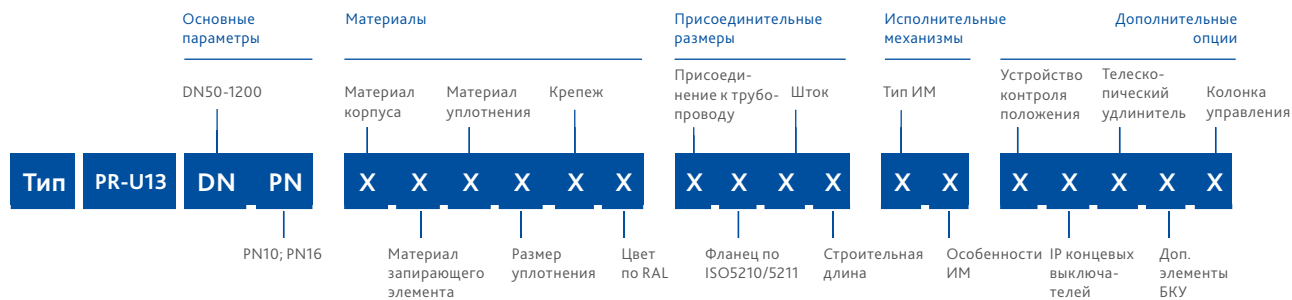 Основные
параметры
Материалы
Присоединительные
размеры
Исполнительные
механизмы
Дополнительные
опции
DN50-1200
Материал
корпуса
Материал
уплотнения
Крепеж
Присоеди-
нение к трубо-
проводу
Шток
Тип ИМ
Устройство
контроля
положения
Телеско-
пический
удлинитель
Колонка
управления
Тип PR-U13 DN PN X X X X X X X X X X X X X X X X X
PN10; PN16
Материал
запирающего
элемента
Размер
уплотнения
Цвет
по RAL
Фланец по
ISO5210/5211
Строительная
длина
Особенности
ИМ
IP концевых
выключа-
телей
Доп.
элементы
БКУ